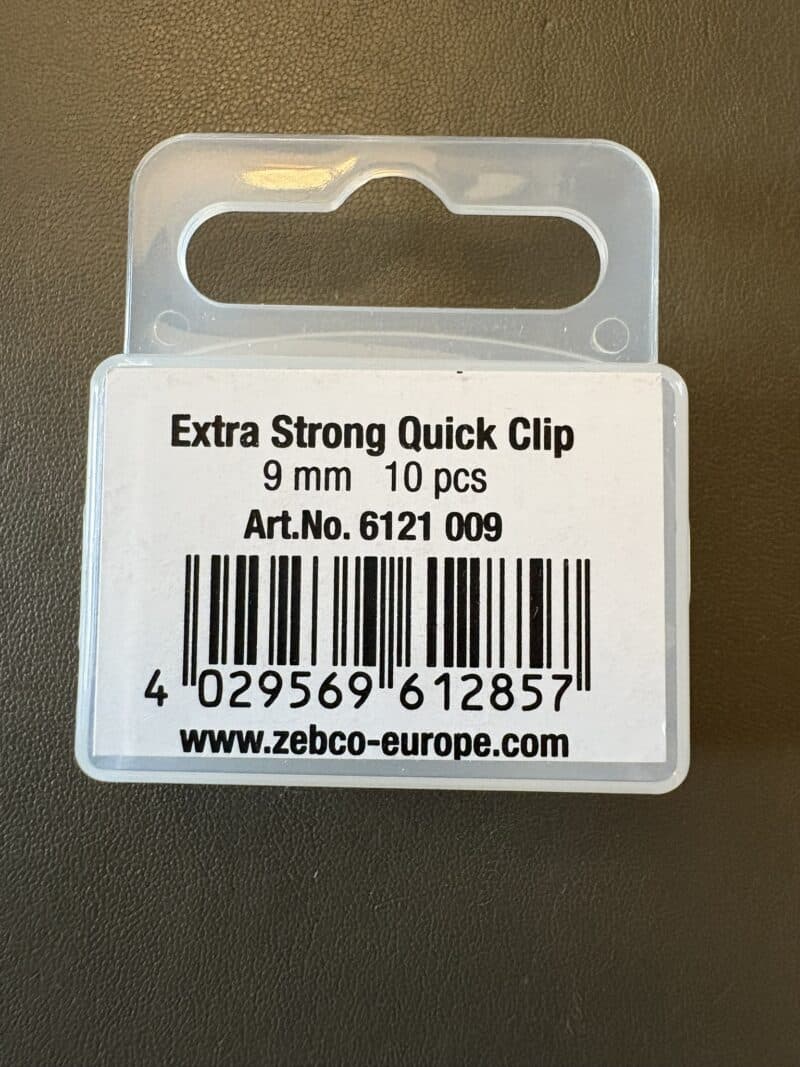 Extra Strong Quick Clip
9 mm 10 pcs
Art.No. 6121 009
4 029569 612857
www.zebco-europe.com